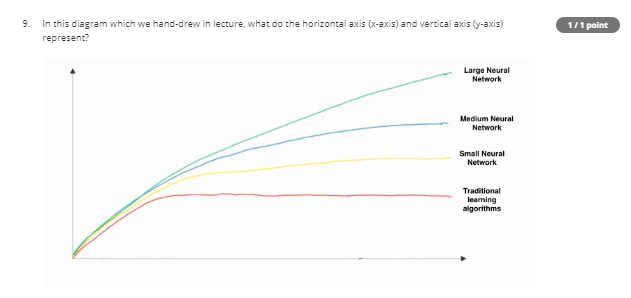 9. In this diagram which we hand-drew in lecture, what do the horizontal axis (x-axis) and vertical axis (y-axis)
represent?
1 / 1 point
Large Neural
Network
Medium Neural
Network
Small Neural
Network
Traditional
learning
algorithms